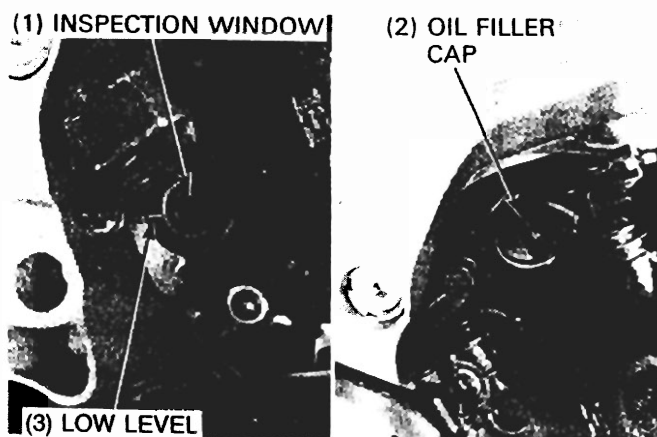 (1) INSPECTION WINDOW
(2) OIL FILLER
CAP
(3) LOW LEVEL